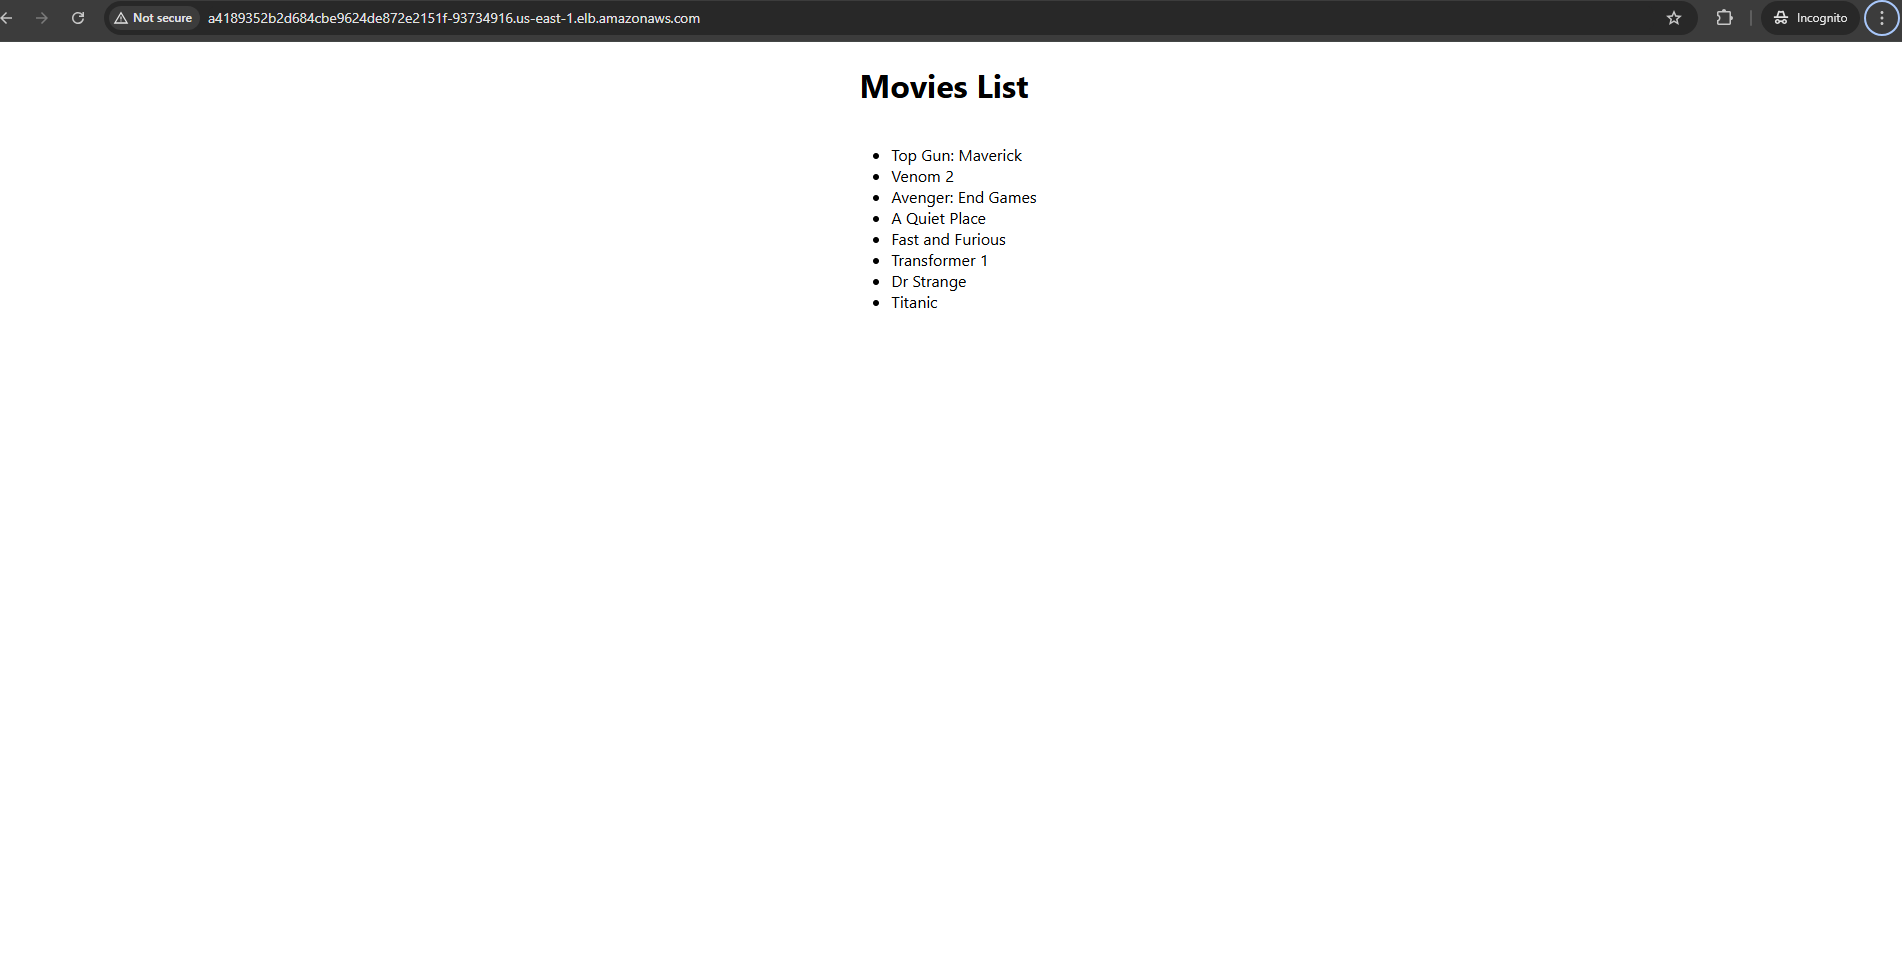 Not secure a4189352b2d684cbe9624de872e2151f-93734916.us-east-1.elb.amazonaws.com Incognito
Movies List
Top Gun: Maverick
Venom 2
Avenger: End Games
A Quiet Place
Fast and Furious
Transformer 1
Dr Strange
Titanic